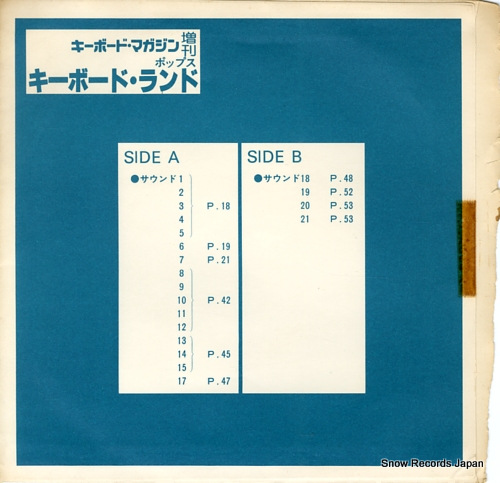 キーボード・マガジン増刊
ポップス
キーボード・ランド
SIDE A
●サウンド1
2
3 P.18
4
5
6 P.19
7 P.21
8
9
10 P.42
11
12
13
14 P.45
15
17 P.47
SIDE B
●サウンド18 P.48
19 P.52
20 P.53
21 P.53
Snow Records Japan